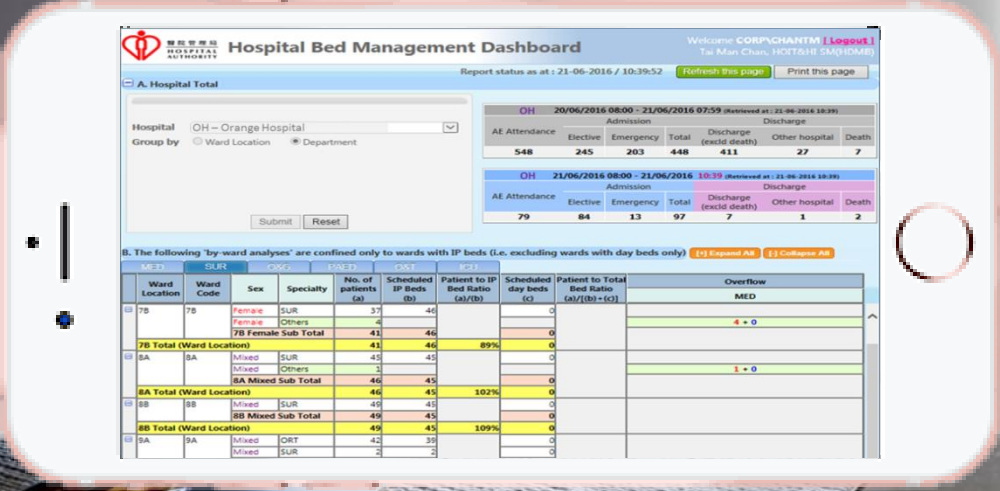 醫院管理局
HOSPITAL
AUTHORITY
Hospital Bed Management Dashboard
Welcome CORP\CHANTM [ Logout ]
Tai Man Chan, HOIT&HI SM(HDMB)
Report status as at : 21-06-2016 / 10:39:52 Refresh this page Print this page
A. Hospital Total
Hospital OH – Orange Hospital
Group by Ward Location Department
Submit Reset
OH 20/06/2016 08:00 - 21/06/2016 07:59 (Retrieved at : 21-06-2016 10:39)
Admission Discharge
AE Attendance Elective Emergency Total Discharge (excld death) Other hospital Death
548 245 203 448 411 27 7
OH 21/06/2016 08:00 - 21/06/2016 10:39 (Retrieved at : 21-06-2016 10:39)
Admission Discharge
AE Attendance Elective Emergency Total Discharge (excld death) Other hospital Death
79 84 13 97 7 1 2
B. The following 'by-ward analyses' are confined only to wards with IP beds (i.e. excluding wards with day beds only) [+] Expand All [-] Collapse All
MED SUR O&G PAED O&T ICU
Ward Location Ward Code Sex Specialty No. of patients (a) Scheduled IP Beds (b) Patient to IP Bed Ratio (a)/(b) Scheduled day beds (c) Patient to Total Bed Ratio (a)/[(b)+(c)] Overflow
MED
7B 7B Female SUR 37 46 0
Female Others 4 4 + 0
7B Female Sub Total 41 46 0
7B Total (Ward Location) 41 46 89% 0
8A 8A Mixed SUR 45 45 0
Mixed Others 1 1 + 0
8A Mixed Sub Total 46 45 0
8A Total (Ward Location) 46 45 102% 0
8B 8B Mixed SUR 49 45 0
8B Mixed Sub Total 49 45 0
8B Total (Ward Location) 49 45 109% 0
9A 9A Mixed ORT 42 39 0
Mixed SUR 2 2 0